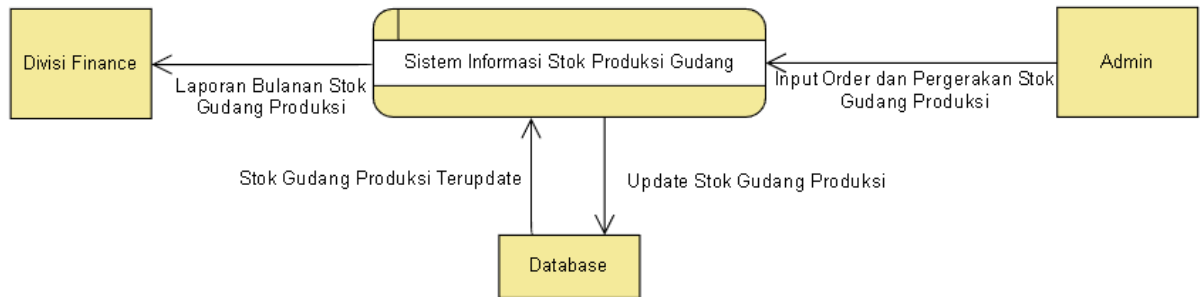 Divisi Finance
Sistem Informasi Stok Produksi Gudang
Admin
Laporan Bulanan Stok
Gudang Produksi
Input Order dan Pergerakan Stok
Gudang Produksi
Stok Gudang Produksi Terupdate
Update Stok Gudang Produksi
Database